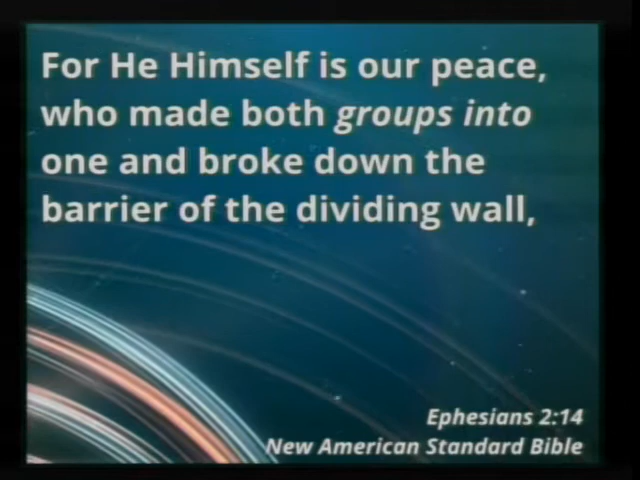 For He Himself is our peace,
who made both groups into
one and broke down the
barrier of the dividing wall,
Ephesians 2:14
New American Standard Bible